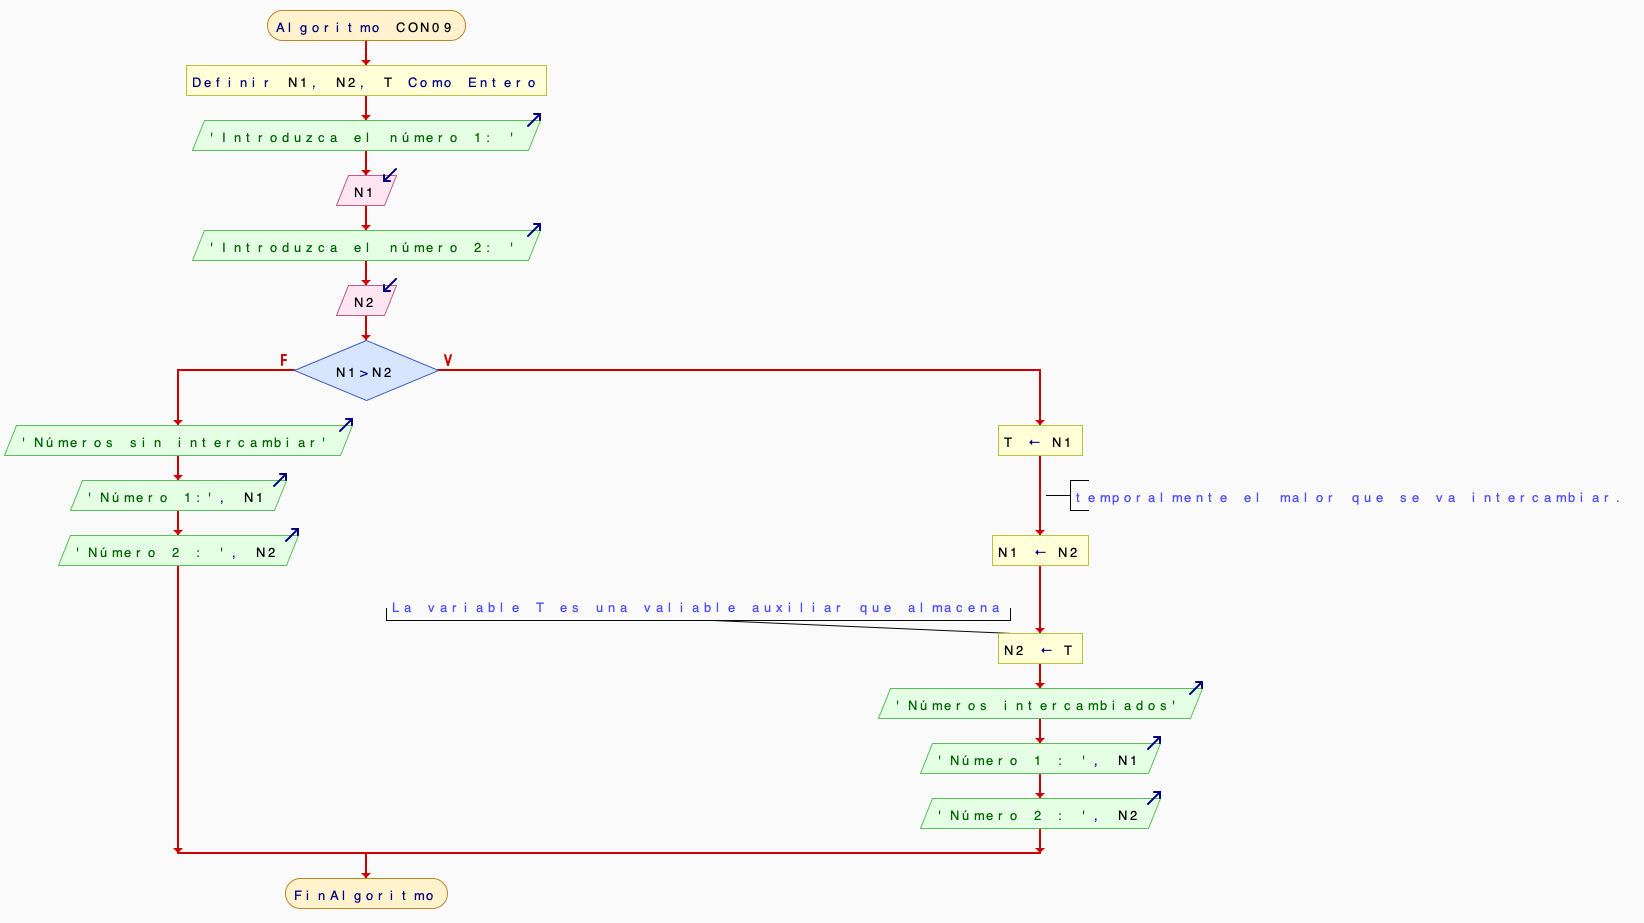 Algoritmo CON09
Definir N1, N2, T Como Entero
'Introduzca el número 1: '
N1
'Introduzca el número 2: '
N2
F
V
N1>N2
'Números sin intercambiar'
'Número 1:', N1
'Número 2 : ', N2
T ← N1
temporalmente el malor que se va intercambiar.
N1 ← N2
La variable T es una valiable auxiliar que almacena
N2 ← T
'Números intercambiados'
'Número 1 : ', N1
'Número 2 : ', N2
FinAlgoritmo